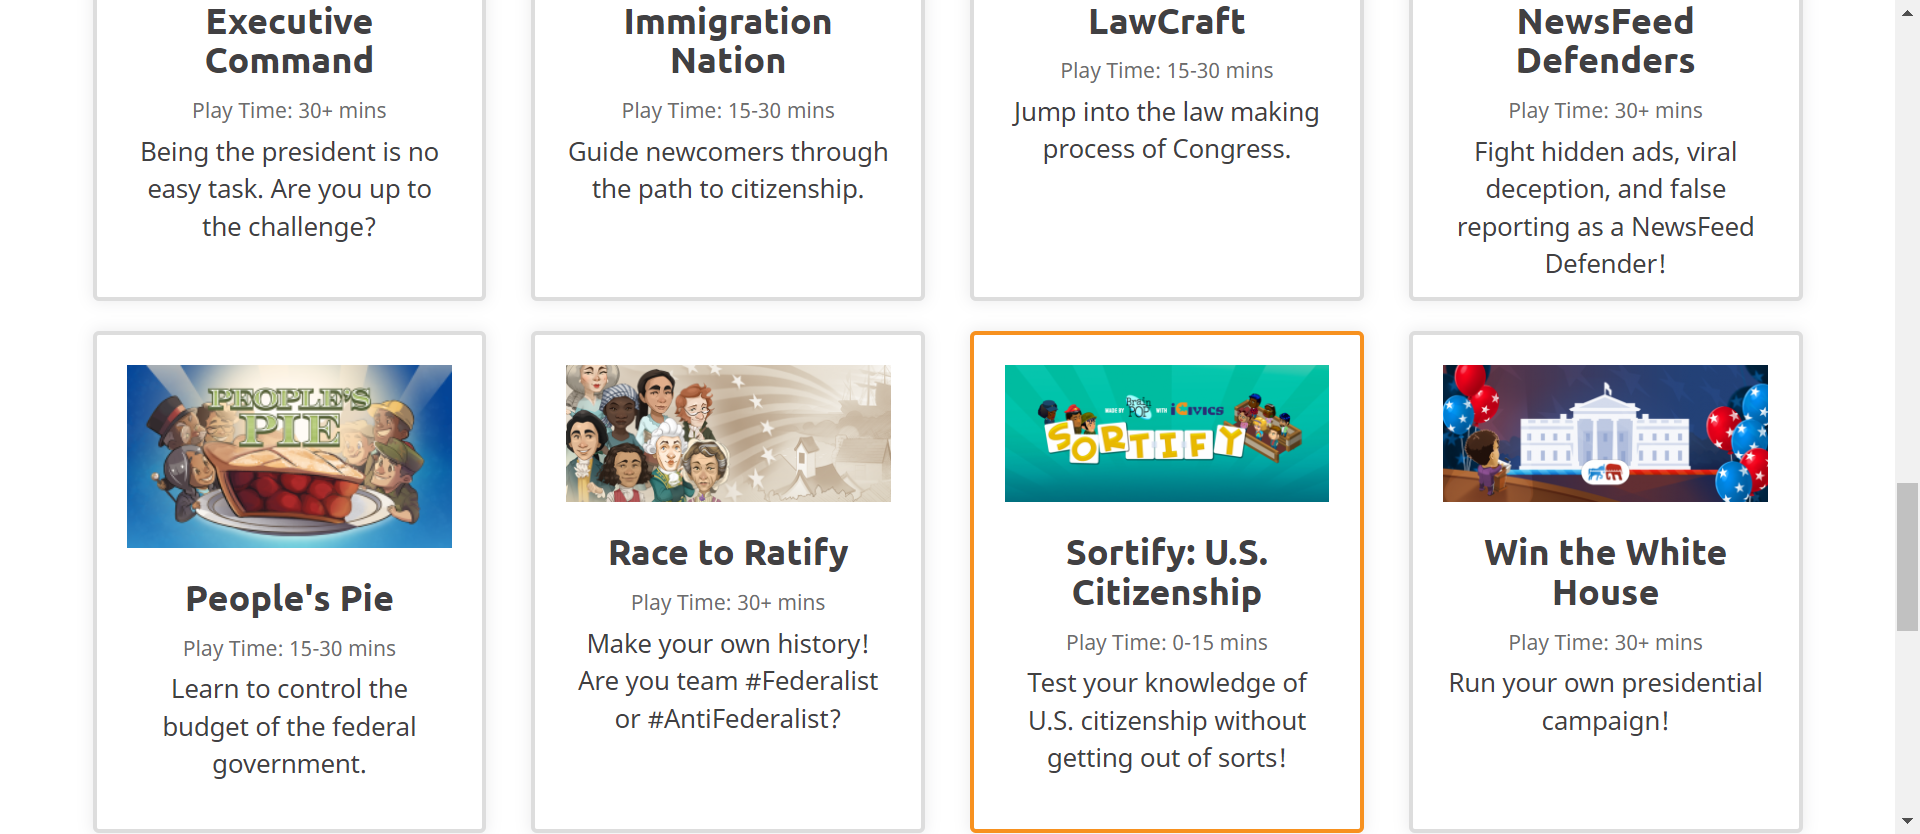 Executive
Command
Play Time: 30+ mins
Being the president is no
easy task. Are you up to
the challenge?
Immigration
Nation
Play Time: 15-30 mins
Guide newcomers through
the path to citizenship.
LawCraft
Play Time: 15-30 mins
Jump into the law making
process of Congress.
NewsFeed
Defenders
Play Time: 30+ mins
Fight hidden ads, viral
deception, and false
reporting as a NewsFeed
Defender!
PEOPLE'S
PIE
People's Pie
Play Time: 15-30 mins
Learn to control the
budget of the federal
government.
Race to Ratify
Play Time: 30+ mins
Make your own history!
Are you team #Federalist
or #AntiFederalist?
MADE BY Brain POP WITH iCivics
SORTIFY
Sortify: U.S.
Citizenship
Play Time: 0-15 mins
Test your knowledge of
U.S. citizenship without
getting out of sorts!
Win the White
House
Play Time: 30+ mins
Run your own presidential
campaign!